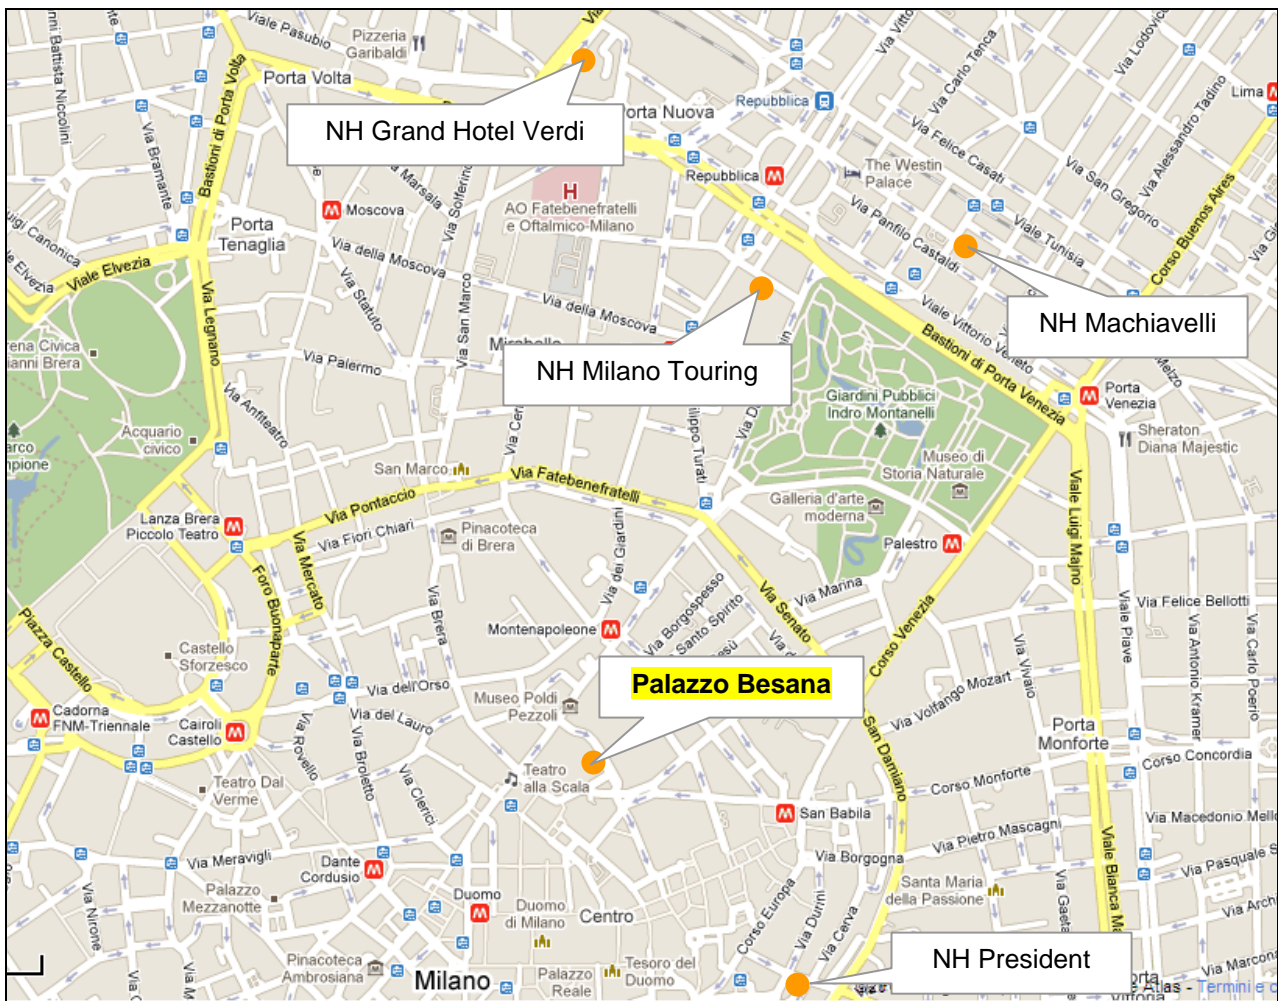 Viale Pasubio
Pizzeria
Garibaldi
Porta Volta
Bastioni di Porta Volta
Via Bramante
NH Grand Hotel Verdi
Porta Nuova
Repubblica
Via Carlo Tenca
Via Alessandro Tadino
Lima
Via Felice Casati
The Westin
Palace
Via San Gregorio
Repubblica
Via Panfilo Castaldi
Viale Tunisia
Corso Buenos Aires
Moscova
Marsala
Via Solferino
AO Fatebenefratelli
e Oftalmico-Milano
Porta
Tenaglia
Via della Moscova
Viale Elvezia
Via Legnano
Via Statuto
Via San Marco
Via della Moscova
NH Machiavelli
Viale Vittorio Veneto
Bastioni di Porta Venezia
NH Milano Touring
Via Palermo
Via Anfiteatro
Giardini Pubblici
Indro Montanelli
Porta
Venezia
Acquario
civico
Sheraton
Diana Majestic
San Marco
Via Fatebenefratelli
Museo di
Storia Naturale
Galleria d'arte
moderna
Via Pontaccio
Lanza Brera
Piccolo Teatro
Via Fiori Chiari
Pinacoteca
di Brera
Via dei Giardini
Palestro
Viale Luigi Majno
Via Mercato
Foro Buonaparte
Via Brera
Via Marina
Via Senato
Via Borgospesso
Santo Spirito
Corso Venezia
Via Felice Bellotti
Viale Piave
Via Antonio Kramer
Via Carlo Poerio
Montenapoleone
Piazza Castello
Castello
Sforzesco
Via Vivaio
Palazzo Besana
Via dell'Orso
Museo Poldi
Pezzoli
Via Volfango Mozart
Cadorna
FNM-Triennale
Cairoli
Castello
Via del Lauro
Via Rovello
Via Broletto
Via Clerici
San Damiano
Porta
Monforte
Corso Concordia
Teatro
alla Scala
Teatro Dal
Verme
Corso Monforte
San Babila
Via Macedonio
Via Pietro Mascagni
Via Meravigli
Dante
Cordusio
Via Borgogna
Via Pasquale
Santa Maria
della Passione
Palazzo
Mezzanotte
Duomo
Duomo
di Milano
Centro
Corso Europa
Via Durini
Via Cerva
Via Nirone
NH President
Pinacoteca
Ambrosiana
Milano
Palazzo
Reale
Tesoro del
Duomo
Atlas - Termini e